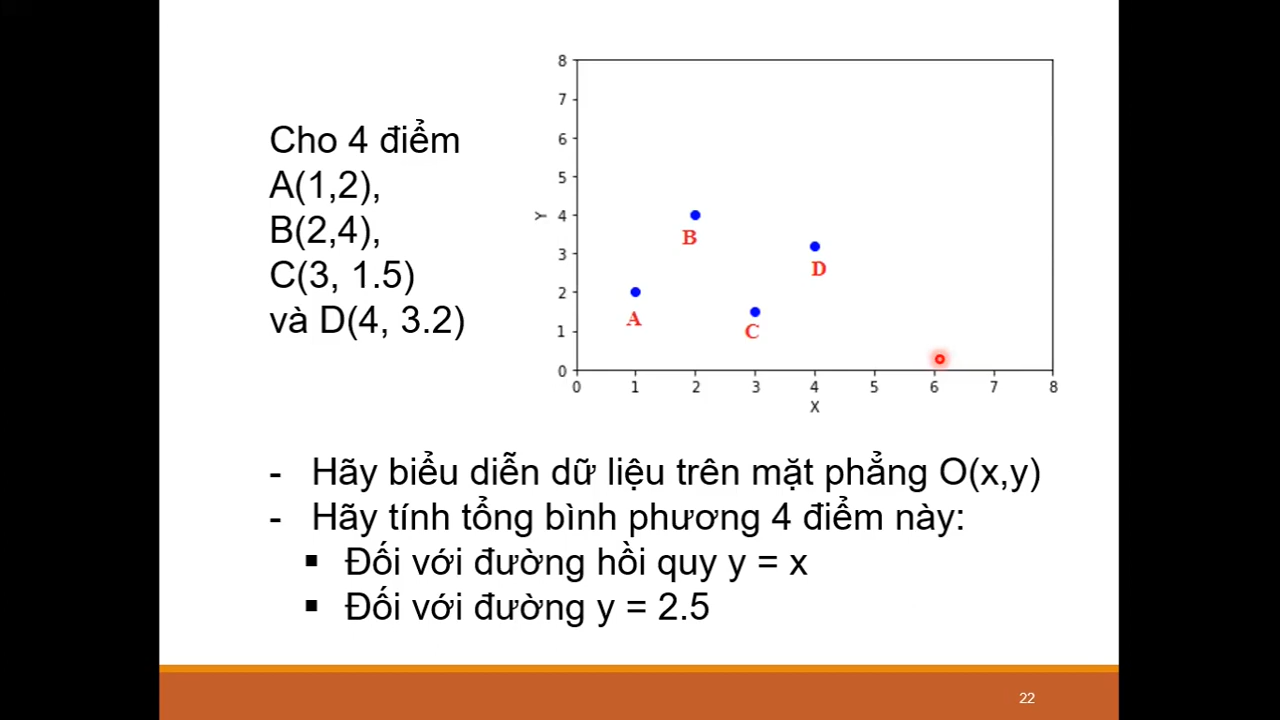 Cho 4 điểm
A(1,2),
B(2,4),
C(3, 1.5)
và D(4, 3.2)
8
7
6
5
4
3
2
1
0
Y
B
D
A
C
0 1 2 3 4 5 6 7 8
X
- Hãy biểu diễn dữ liệu trên mặt phẳng O(x,y)
- Hãy tính tổng bình phương 4 điểm này:
▪ Đối với đường hồi quy y = x
▪ Đối với đường y = 2.5
22